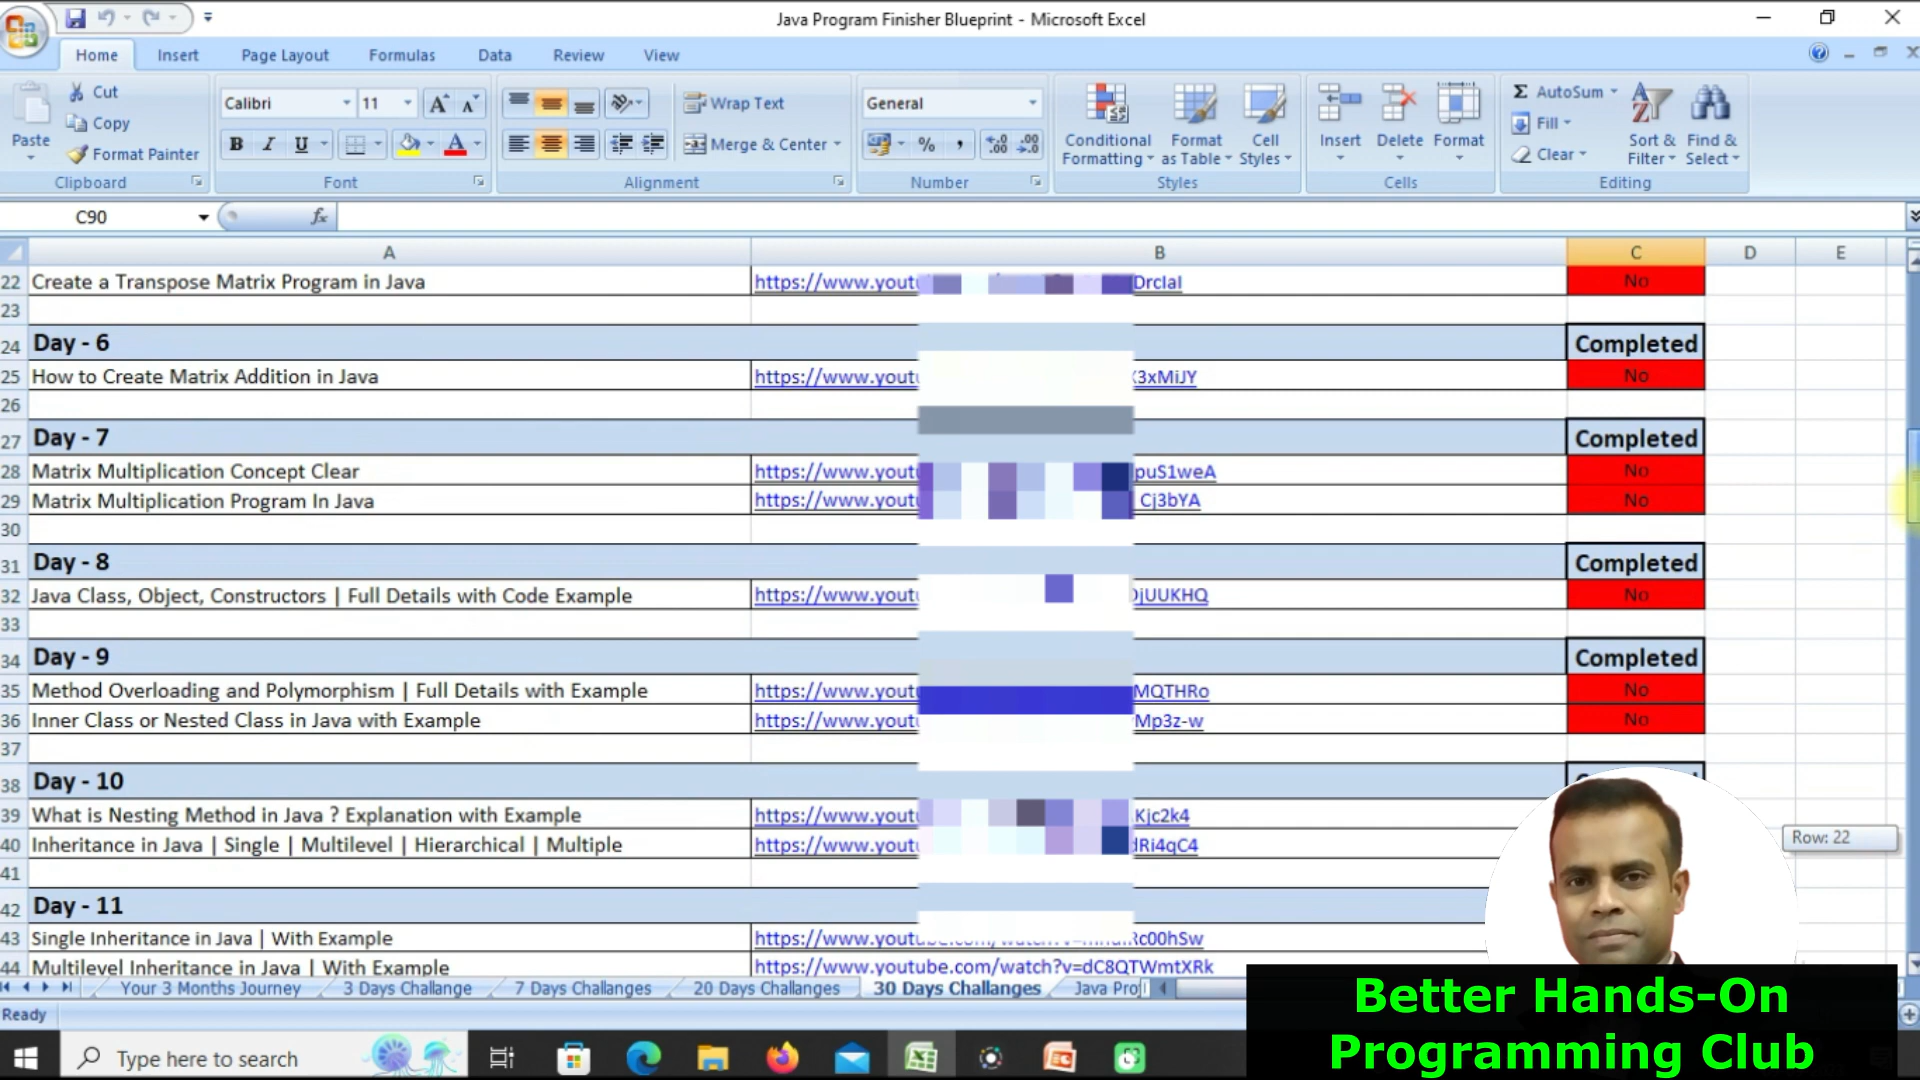 Java Program Finisher Blueprint - Microsoft Excel
Home Insert Page Layout Formulas Data Review View
Paste Cut Copy Format Painter Clipboard
Calibri 11 A A B I U Font
Wrap Text Merge & Center Alignment
General % , Number
Conditional Formatting Format as Table Cell Styles Styles
Insert Delete Format Cells
Σ AutoSum Fill Clear Sort & Filter Find & Select Editing
C90 fx
A B C D E
22 Create a Transpose Matrix Program in Java https://www.yout DrcIaI No
23
24 Day - 6 Completed
25 How to Create Matrix Addition in Java https://www.yout 3xMiJY No
26
27 Day - 7 Completed
28 Matrix Multiplication Concept Clear https://www.yout puS1weA No
29 Matrix Multiplication Program In Java https://www.yout Cj3bYA No
30
31 Day - 8 Completed
32 Java Class, Object, Constructors | Full Details with Code Example https://www.yout jUUKHQ No
33
34 Day - 9 Completed
35 Method Overloading and Polymorphism | Full Details with Example https://www.yout MQTHRo No
36 Inner Class or Nested Class in Java with Example https://www.yout Mp3z-w No
37
38 Day - 10
39 What is Nesting Method in Java ? Explanation with Example https://www.yout Kjc2k4
40 Inheritance in Java | Single | Multilevel | Hierarchical | Multiple https://www.yout Ri4qC4
Row: 22
41
42 Day - 11
43 Single Inheritance in Java | With Example https://www.yout Rc00hSw
44 Multilevel Inheritance in Java | With Example https://www.youtube.com/watch?v=dC8QTWmtXRk
Your 3 Months Journey 3 Days Challange 7 Days Challanges 20 Days Challanges 30 Days Challanges Java Proj
Ready
Type here to search
Better Hands-On
Programming Club